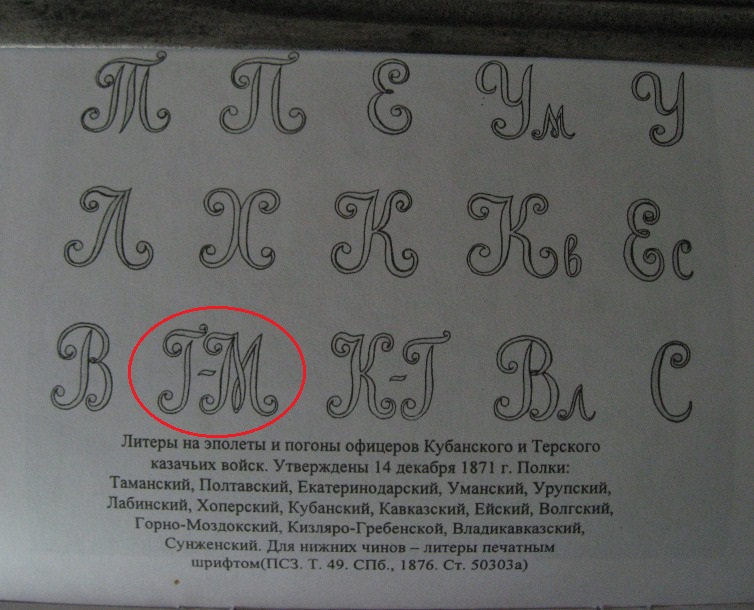 Т П Е Ум У
Л Х К Кв Ес
В Г-М К-Г Вл С
Литеры на эполеты и погоны офицеров Кубанского и Терского
казачьих войск. Утверждены 14 декабря 1871 г. Полки:
Таманский, Полтавский, Екатеринодарский, Уманский, Урупский,
Лабинский, Хоперский, Кубанский, Кавказский, Ейский, Волгский,
Горно-Моздокский, Кизляро-Гребенской, Владикавказский,
Сунженский. Для нижних чинов – литеры печатным
шрифтом(ПСЗ. Т. 49. СПб., 1876. Ст. 50303а)